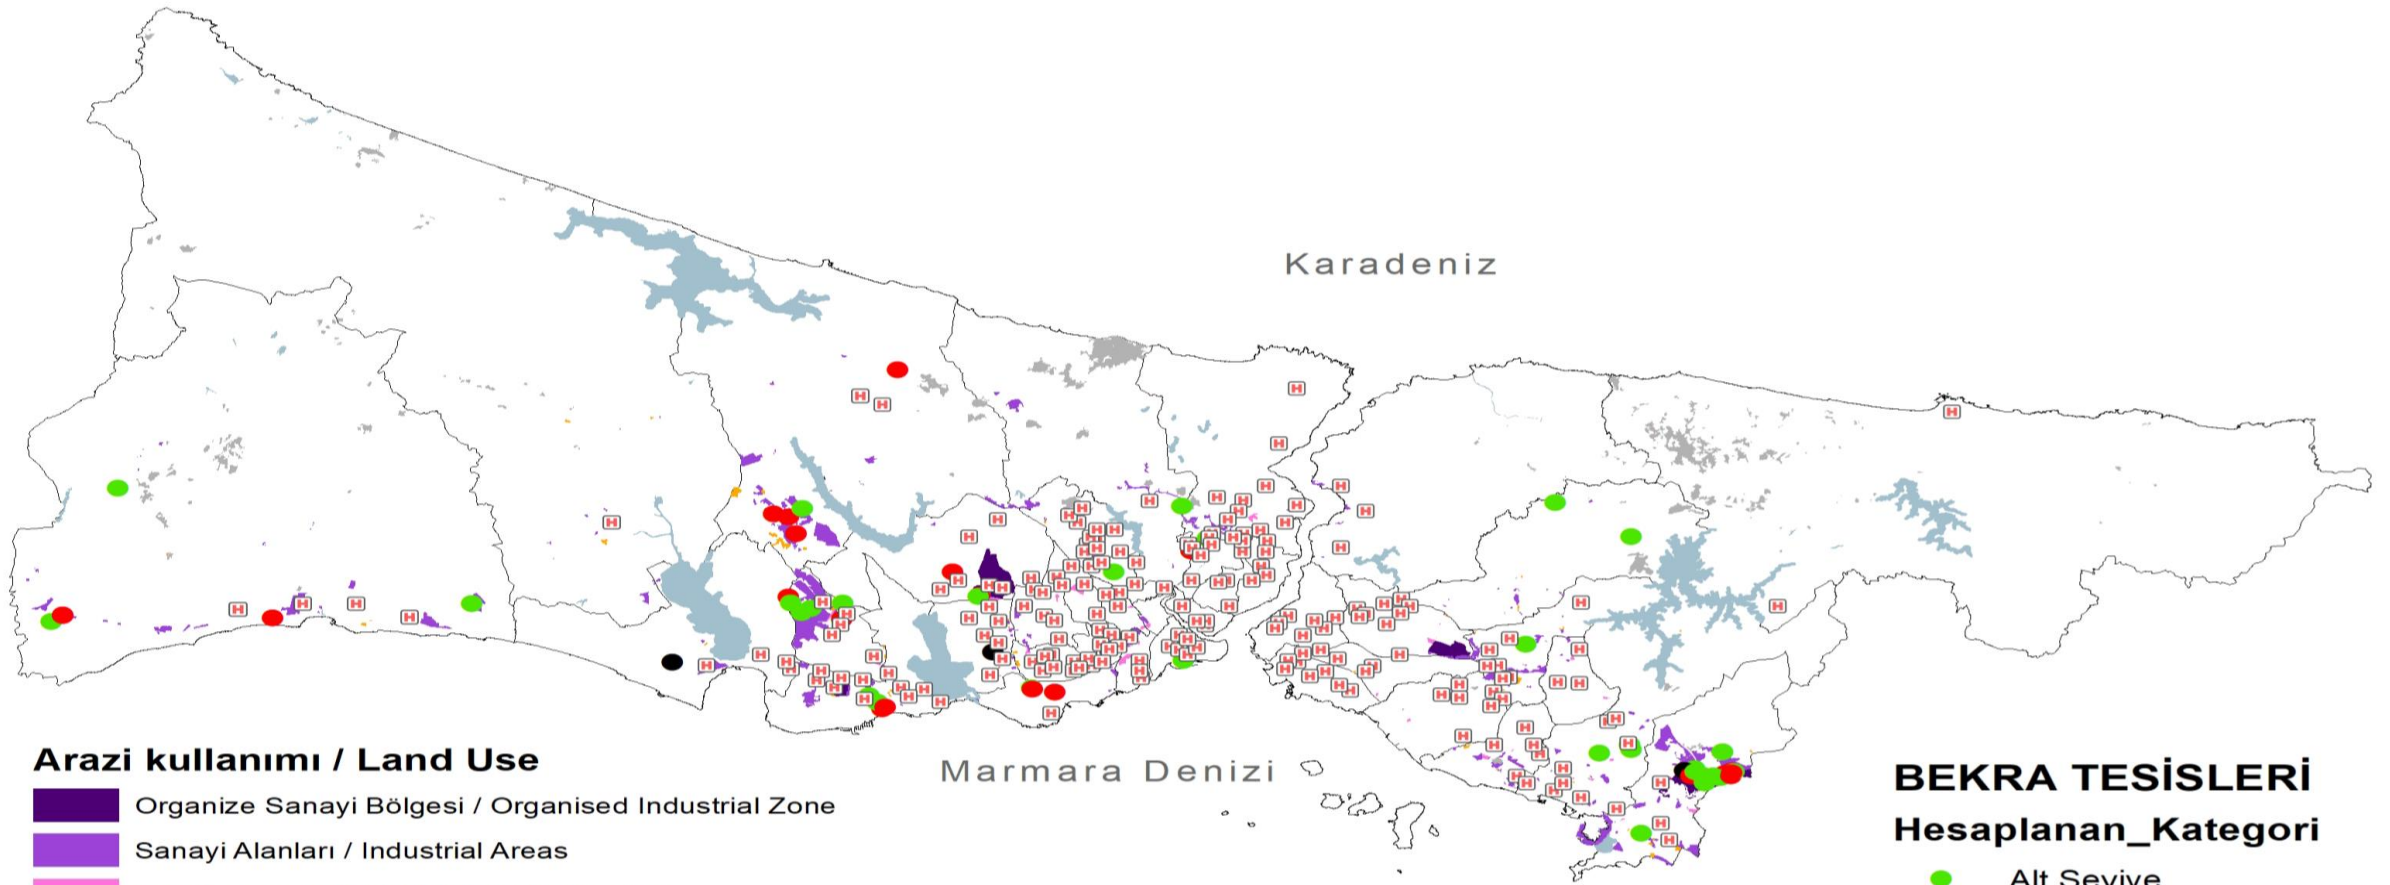 Karadeniz
Marmara Denizi
Arazi kullanımı / Land Use
Organize Sanayi Bölgesi / Organised Industrial Zone
Sanayi Alanları / Industrial Areas
BEKRA TESİSLERİ
Hesaplanan_Kategori
Alt Seviye